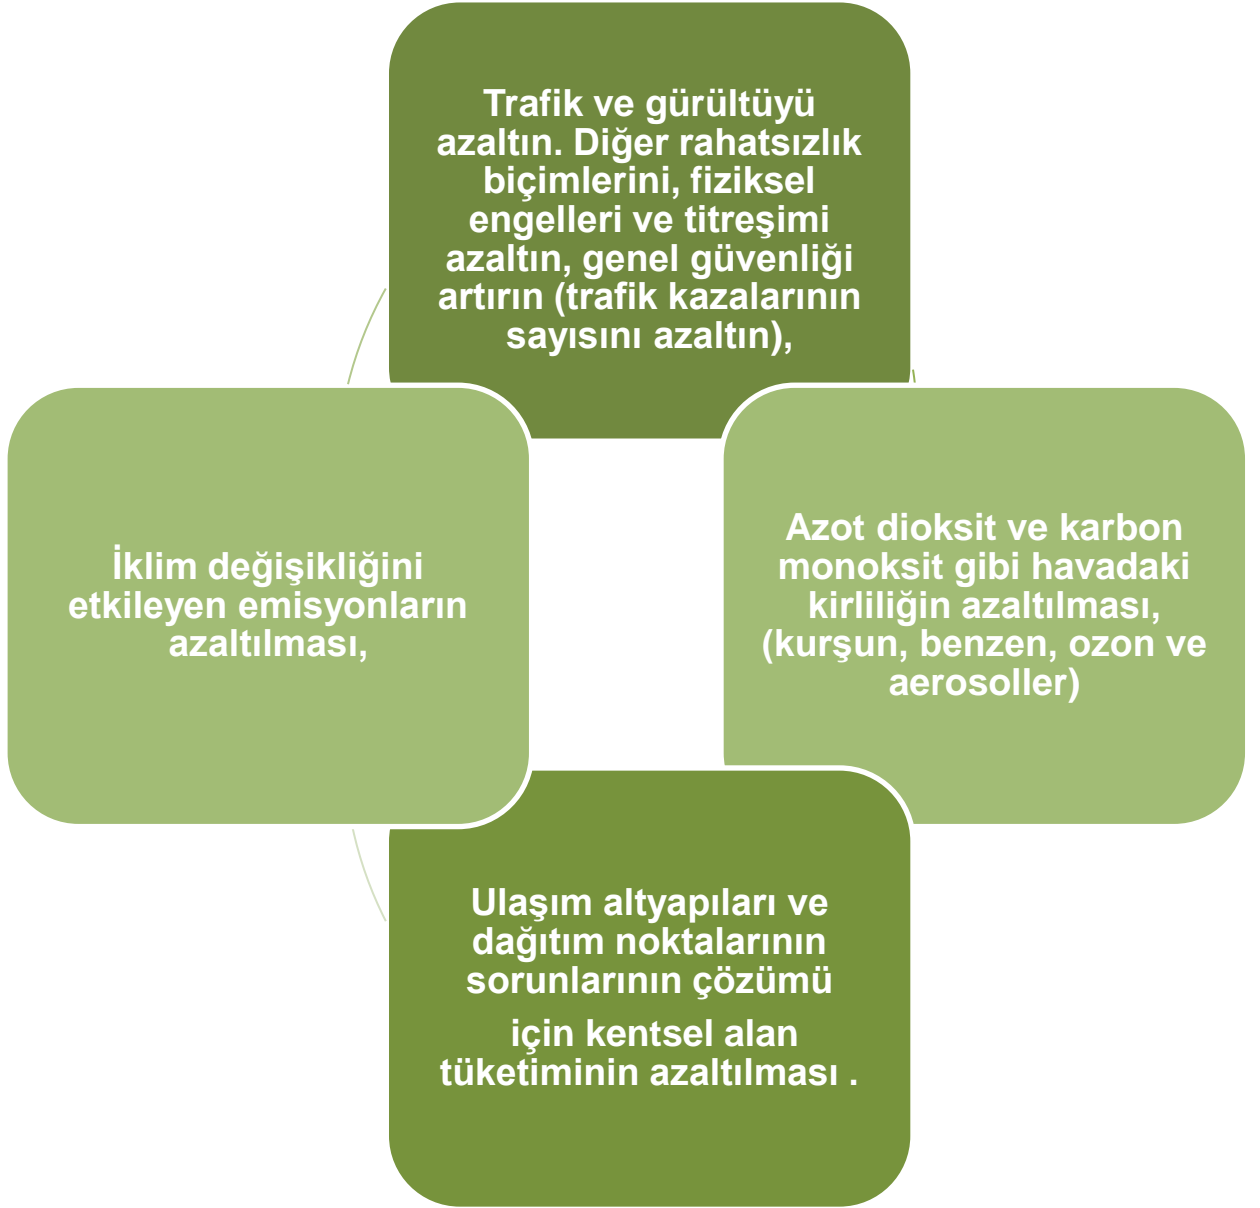 Trafik ve gürültüyü
azaltın. Diğer rahatsızlık
biçimlerini, fiziksel
engelleri ve titreşimi
azaltın, genel güvenliği
artırın (trafik kazalarının
sayısını azaltın),
Azot dioksit ve karbon
monoksit gibi havadaki
kirliliğin azaltılması,
(kurşun, benzen, ozon ve
aerosoller)
Ulaşım altyapıları ve
dağıtım noktalarının
sorunlarının çözümü
için kentsel alan
tüketiminin azaltılması .
İklim değişikliğini
etkileyen emisyonların
azaltılması,